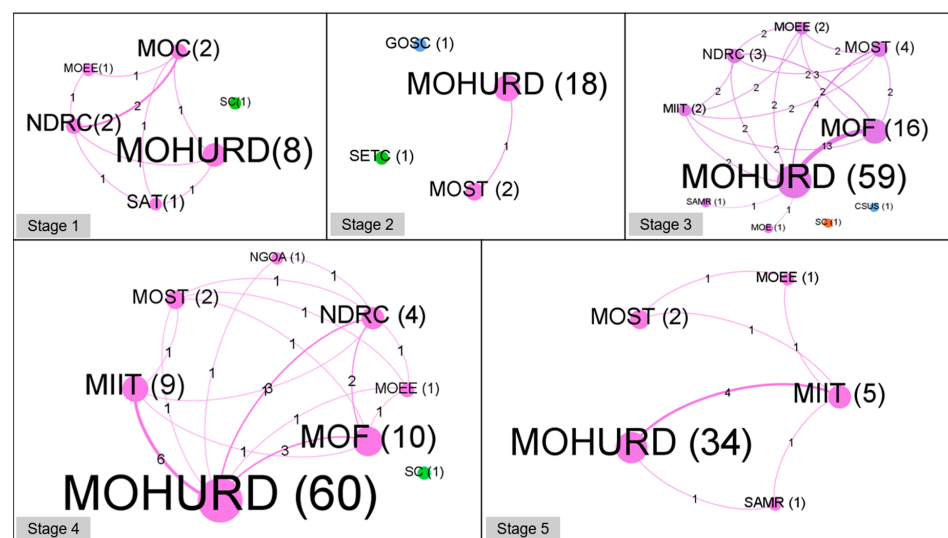 MOC(2)
MOEE(1)
1
1
2
1
SC(1)
NDRC(2)
1
MOHURD(8)
1
1
1
SAT(1)
Stage 1
GOSC (1)
MOHURD (18)
SETC (1)
1
MOST (2)
Stage 2
MOEE (2)
NDRC (3)
2
2
MOST (4)
2
3
2
2
2
4
2
2
MIIT (2)
MOF (16)
2
2
13
2
MOHURD (59)
SAMR (1)
1
1
CSUS (1)
MOE (1)
SC (1)
Stage 3
NGOA (1)
1
1
MOST (2)
1
NDRC (4)
1
1
1
1
3
2
MIIT (9)
MOEE (1)
1
1
1
MOF (10)
6
1
3
SC (1)
MOHURD (60)
Stage 4
1
MOEE (1)
MOST (2)
1
1
4
MIIT (5)
MOHURD (34)
1
1
SAMR (1)
Stage 5